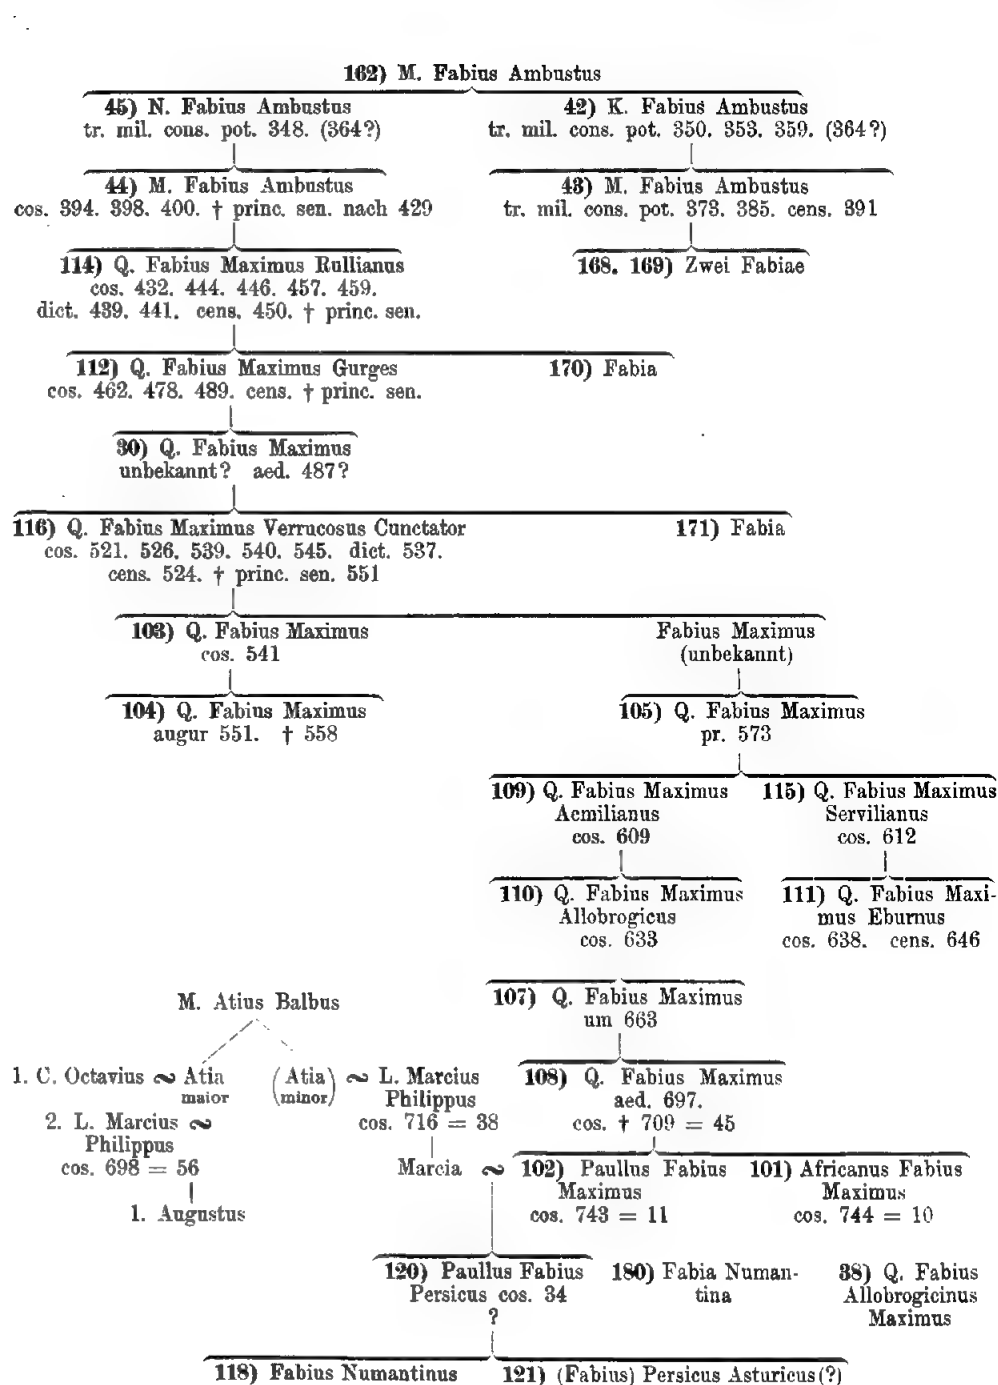 162) M. Fabius Ambustus
45) N. Fabius Ambustus
tr. mil. cons. pot. 348. (364?)
42) K. Fabius Ambustus
tr. mil. cons. pot. 350. 353. 359. (364?)
44) M. Fabius Ambustus
cos. 394. 398. 400. † princ. sen. nach 429
43) M. Fabius Ambustus
tr. mil. cons. pot. 373. 385. cens. 391
114) Q. Fabius Maximus Rullianus
cos. 432. 444. 446. 457. 459.
dict. 439. 441. cens. 450. † princ. sen.
168. 169) Zwei Fabiae
112) Q. Fabius Maximus Gurges
cos. 462. 478. 489. cens. † princ. sen.
170) Fabia
30) Q. Fabius Maximus
unbekannt? aed. 487?
116) Q. Fabius Maximus Verrucosus Cunctator
cos. 521. 526. 539. 540. 545. dict. 537.
cens. 524. † princ. sen. 551
171) Fabia
103) Q. Fabius Maximus
cos. 541
Fabius Maximus
(unbekannt)
104) Q. Fabius Maximus
augur 551. † 558
105) Q. Fabius Maximus
pr. 573
109) Q. Fabius Maximus
Aemilianus
cos. 609
115) Q. Fabius Maximus
Servilianus
cos. 612
110) Q. Fabius Maximus
Allobrogicus
cos. 633
111) Q. Fabius Maxi-
mus Eburnus
cos. 638. cens. 646
107) Q. Fabius Maximus
um 663
M. Atius Balbus
1. C. Octavius ∾ Atia
maior
(Atia) ∾ L. Marcius
(minor) Philippus
cos. 716 = 38
2. L. Marcius ∾
Philippus
cos. 698 = 56
108) Q. Fabius Maximus
aed. 697.
cos. † 709 = 45
1. Augustus
Marcia ∾ 102) Paullus Fabius
Maximus
cos. 743 = 11
101) Africanus Fabius
Maximus
cos. 744 = 10
120) Paullus Fabius
Persicus cos. 34
?
180) Fabia Numan-
tina
38) Q. Fabius
Allobrogicinus
Maximus
118) Fabius Numantinus
121) (Fabius) Persicus Asturicus(?)